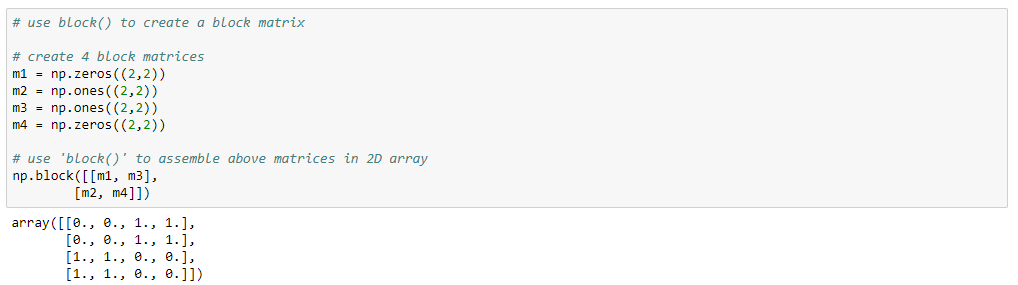 # use block() to create a block matrix
# create 4 block matrices
m1 = np.zeros((2,2))
m2 = np.ones((2,2))
m3 = np.ones((2,2))
m4 = np.zeros((2,2))
# use 'block()' to assemble above matrices in 2D array
np.block([[m1, m3],
        [m2, m4]])
array([[0., 0., 1., 1.],
       [0., 0., 1., 1.],
       [1., 1., 0., 0.],
       [1., 1., 0., 0.]])